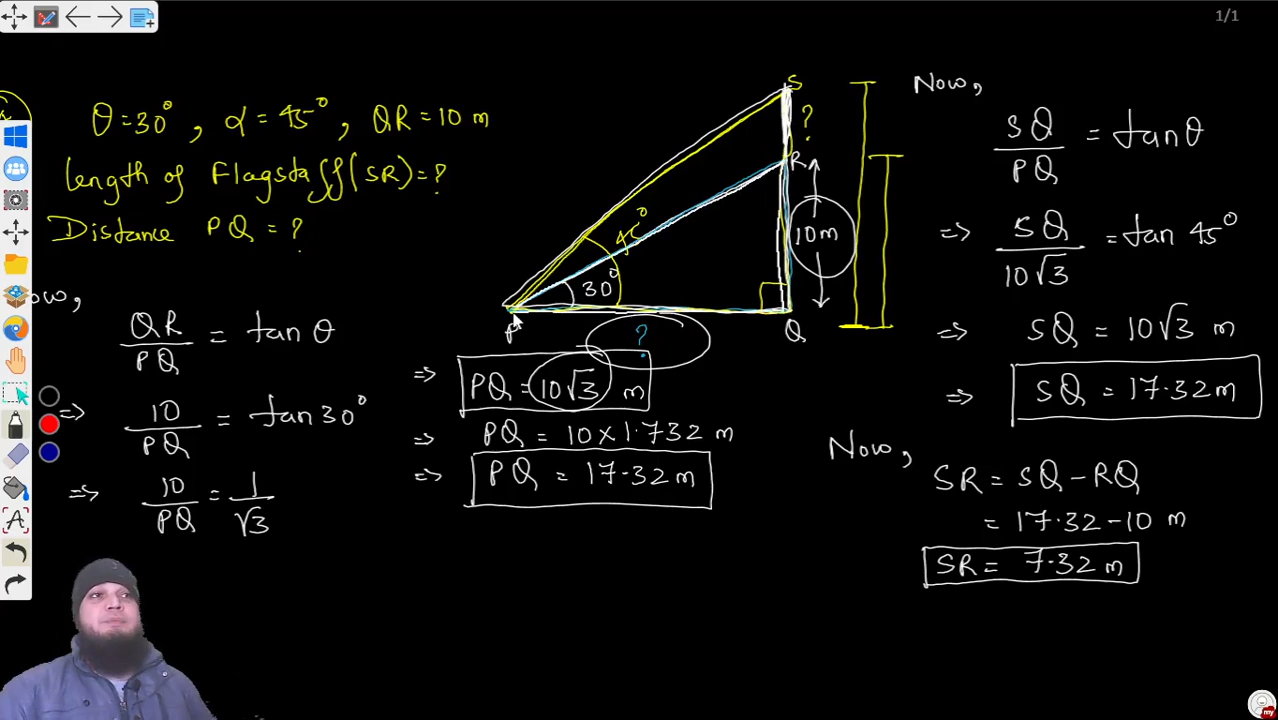 1/1
θ = 30°, α = 45°, QR = 10 m
Length of Flagstaff (SR) = ?
Distance PQ = ?
QR/PQ = tan θ
=> 10/PQ = tan 30°
=> 10/PQ = 1/√3
=> PQ = 10√3 m
=> PQ = 10 × 1.732 m
=> PQ = 17.32 m
S
?
R
45°
30°
10 m
P
?
Q
Now,
SQ/PQ = tan θ
=> SQ/10√3 = tan 45°
=> SQ = 10√3 m
=> SQ = 17.32 m
Now,
SR = SQ - RQ
= 17.32 - 10 m
SR = 7.32 m